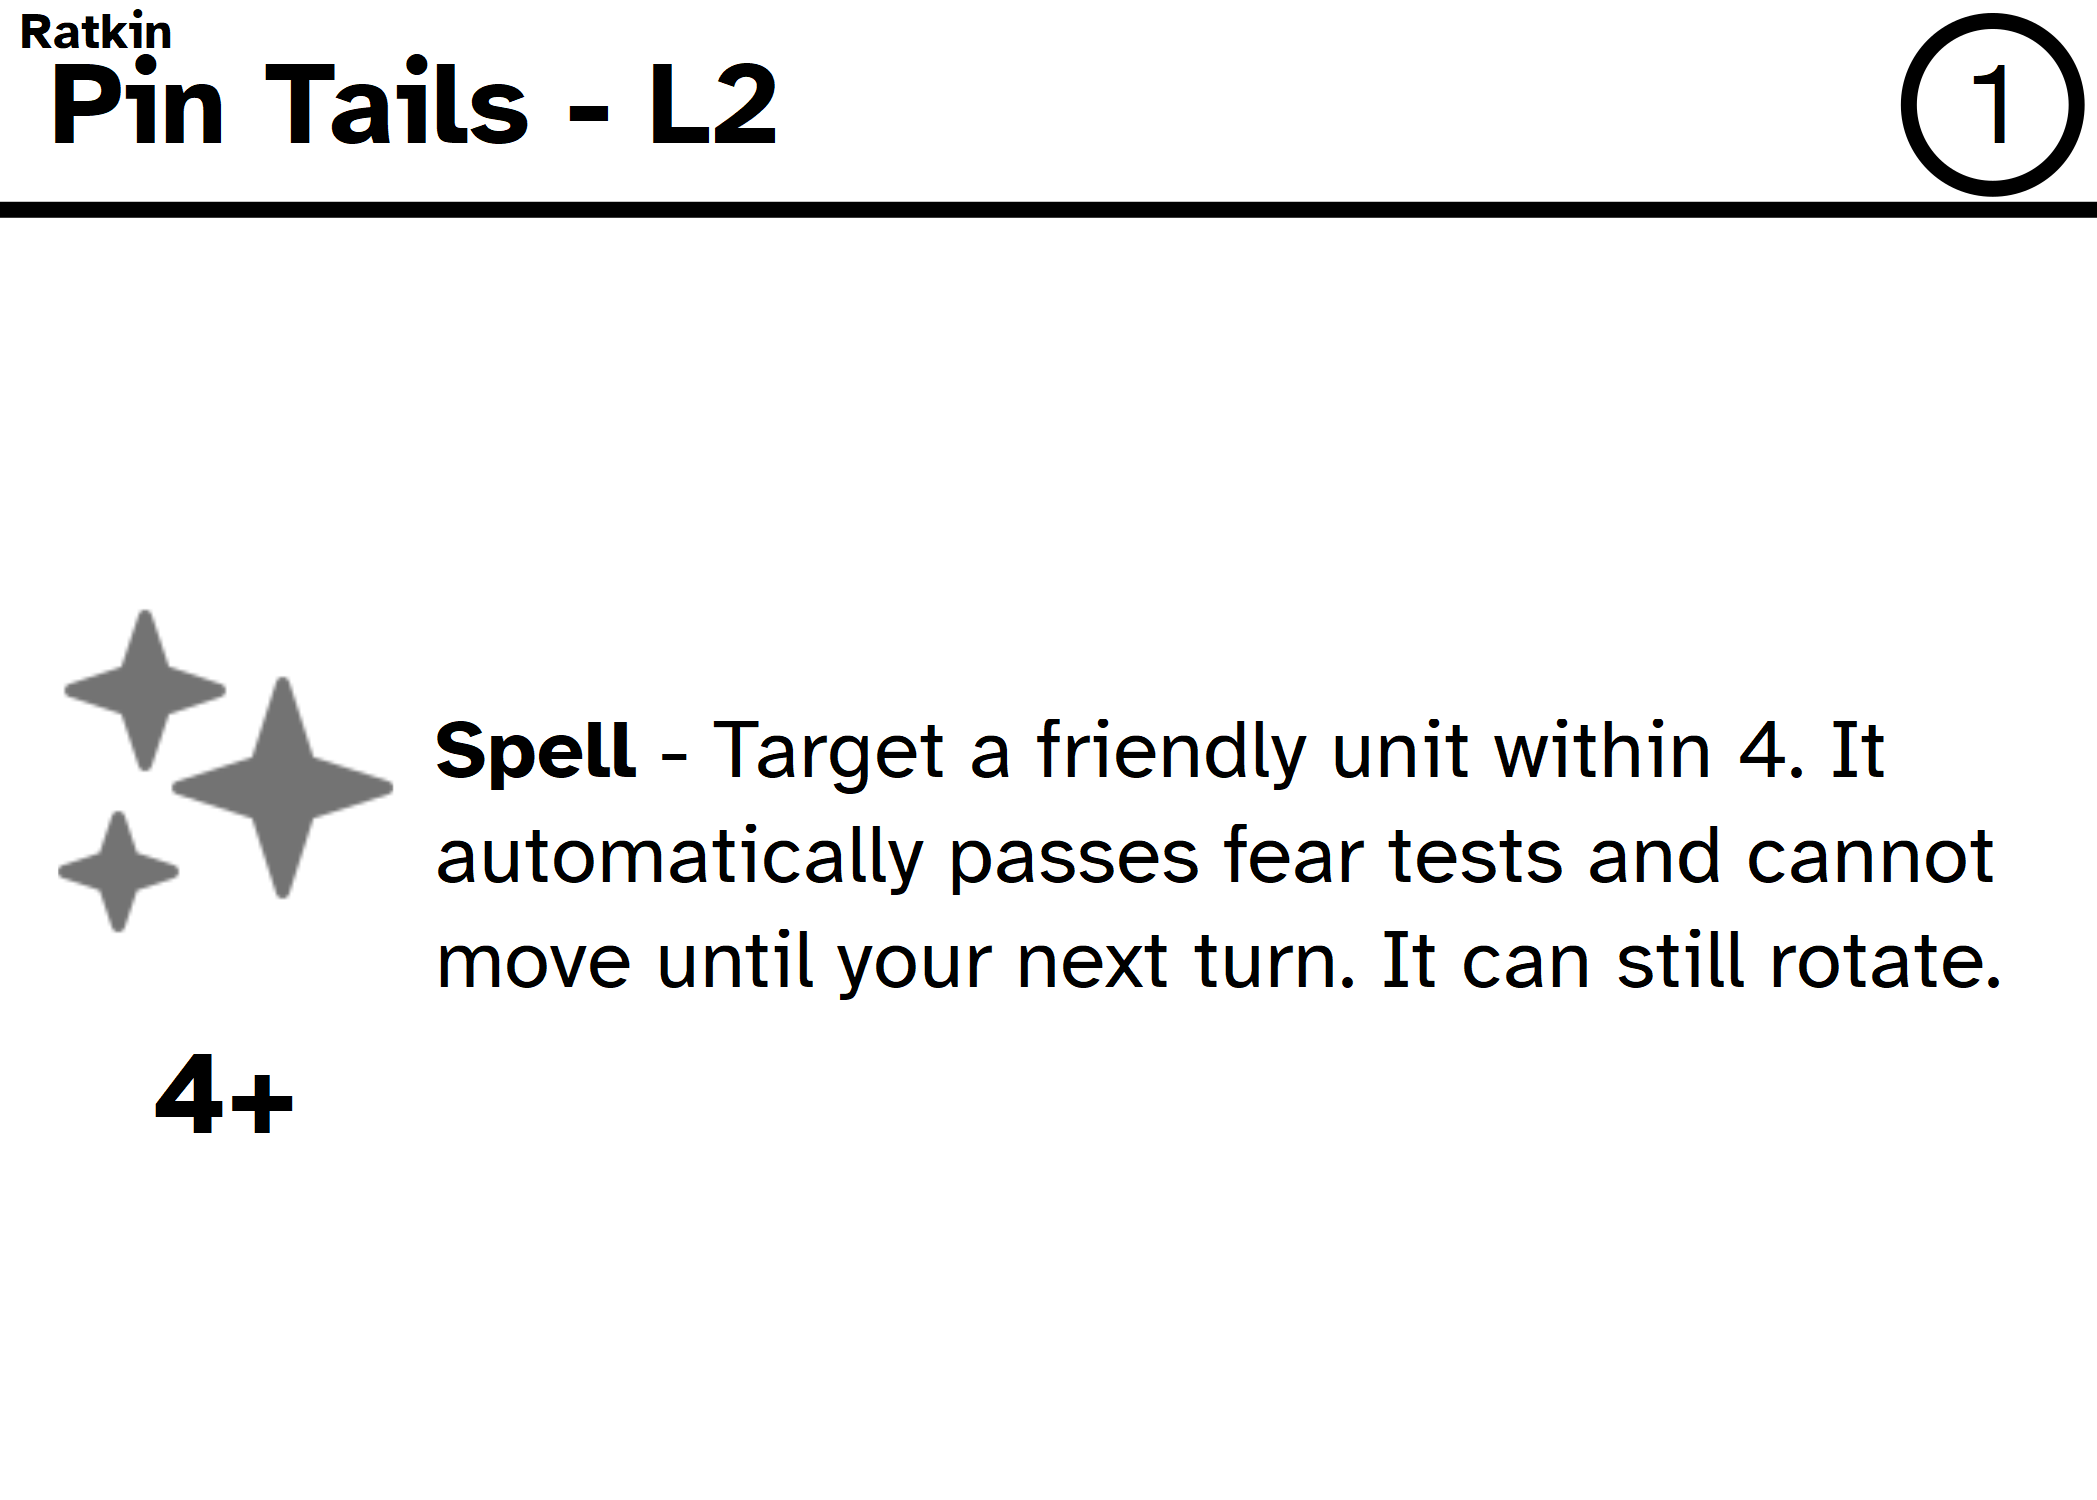 Ratkin
Pin Tails - L2
1
Spell - Target a friendly unit within 4. It
automatically passes fear tests and cannot
move until your next turn. It can still rotate.
4+